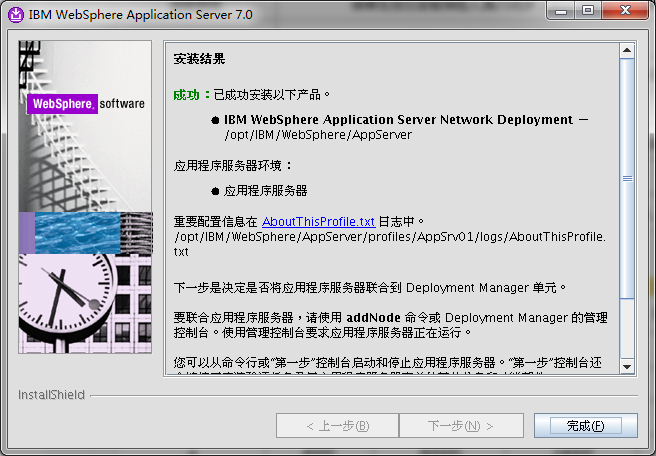 IBM WebSphere Application Server 7.0
WebSphere. software
安装结果
成功：已成功安装以下产品。
● IBM WebSphere Application Server Network Deployment －
/opt/IBM/WebSphere/AppServer
应用程序服务器环境：
● 应用程序服务器
重要配置信息在 AboutThisProfile.txt 日志中。
/opt/IBM/WebSphere/AppServer/profiles/AppSrv01/logs/AboutThisProfile.
txt
下一步是决定是否将应用程序服务器联合到 Deployment Manager 单元。
要联合应用程序服务器，请使用 addNode 命令或 Deployment Manager 的管理
控制台。使用管理控制台要求应用程序服务器正在运行。
您可以从命令行或“第一步”控制台启动和停止应用程序服务器。“第一步”控制台还
InstallShield
< 上一步(B)
下一步(N) >
完成(F)